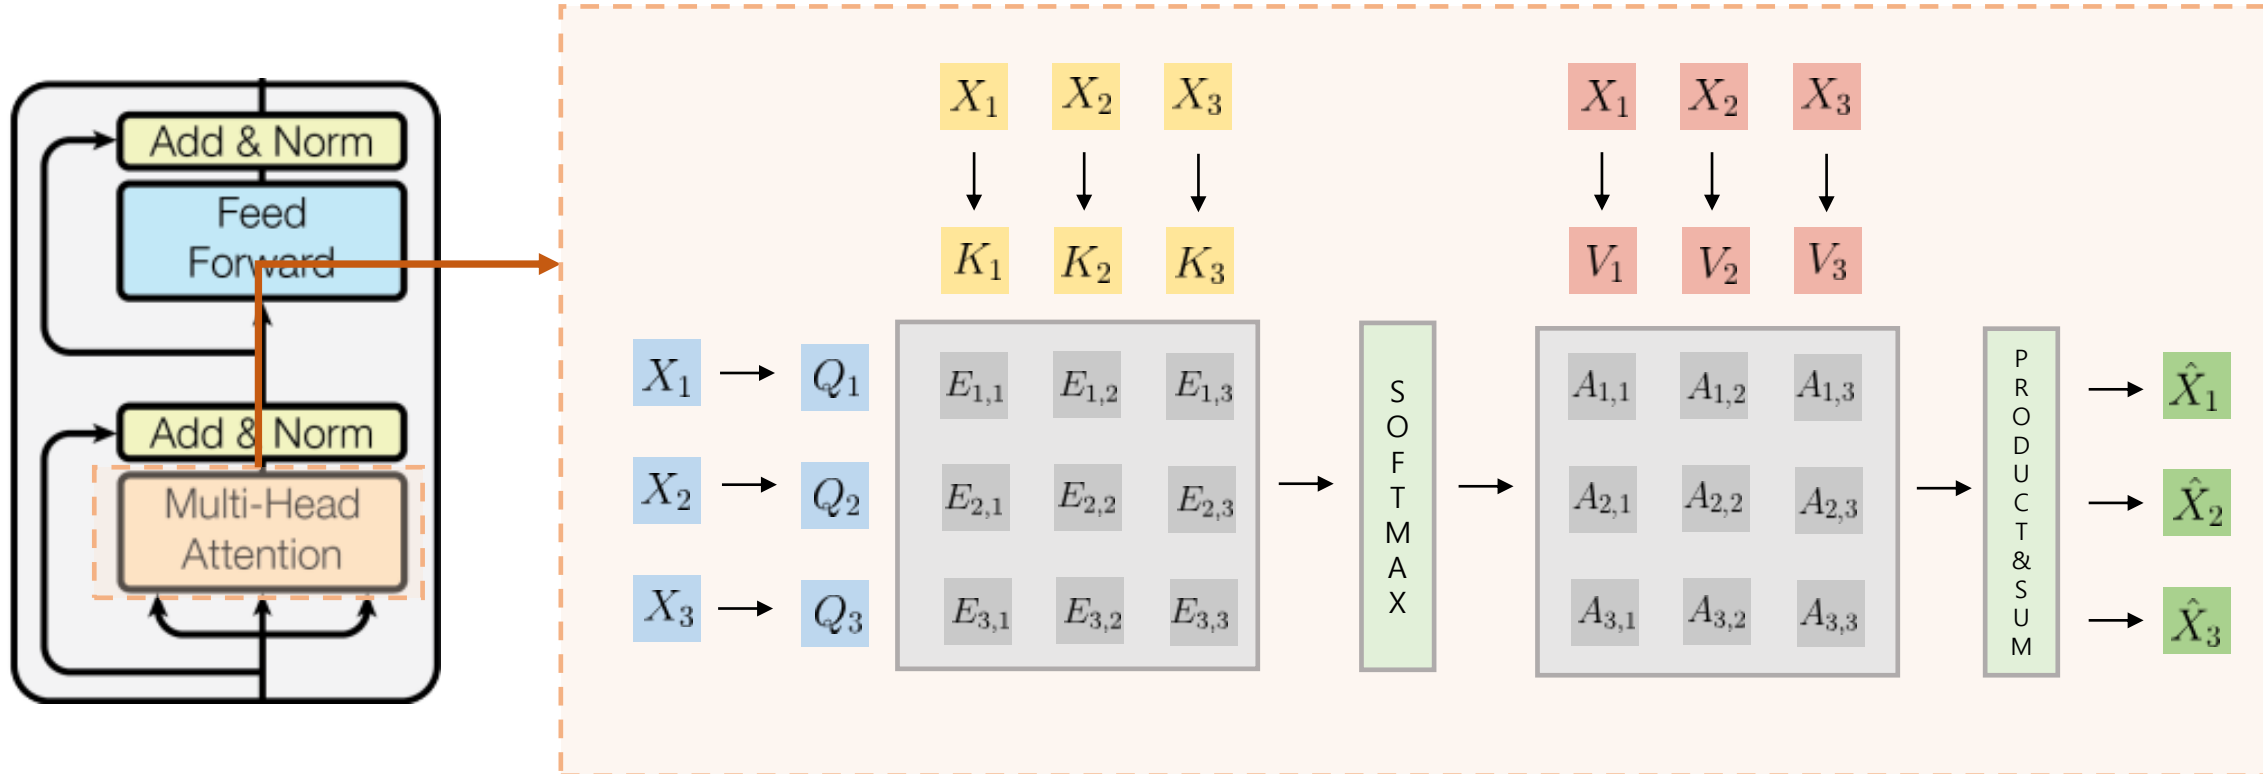 Add & Norm
Feed
Forward
Add & Norm
Multi-Head
Attention
X₁ X₂ X₃
K₁ K₂ K₃
X₁ Q₁
X₂ Q₂
X₃ Q₃
E₁,₁ E₁,₂ E₁,₃
E₂,₁ E₂,₂ E₂,₃
E₃,₁ E₃,₂ E₃,₃
SOFTMAX
X₁ X₂ X₃
V₁ V₂ V₃
A₁,₁ A₁,₂ A₁,₃
A₂,₁ A₂,₂ A₂,₃
A₃,₁ A₃,₂ A₃,₃
PRODUCT&SUM
X̂₁
X̂₂
X̂₃